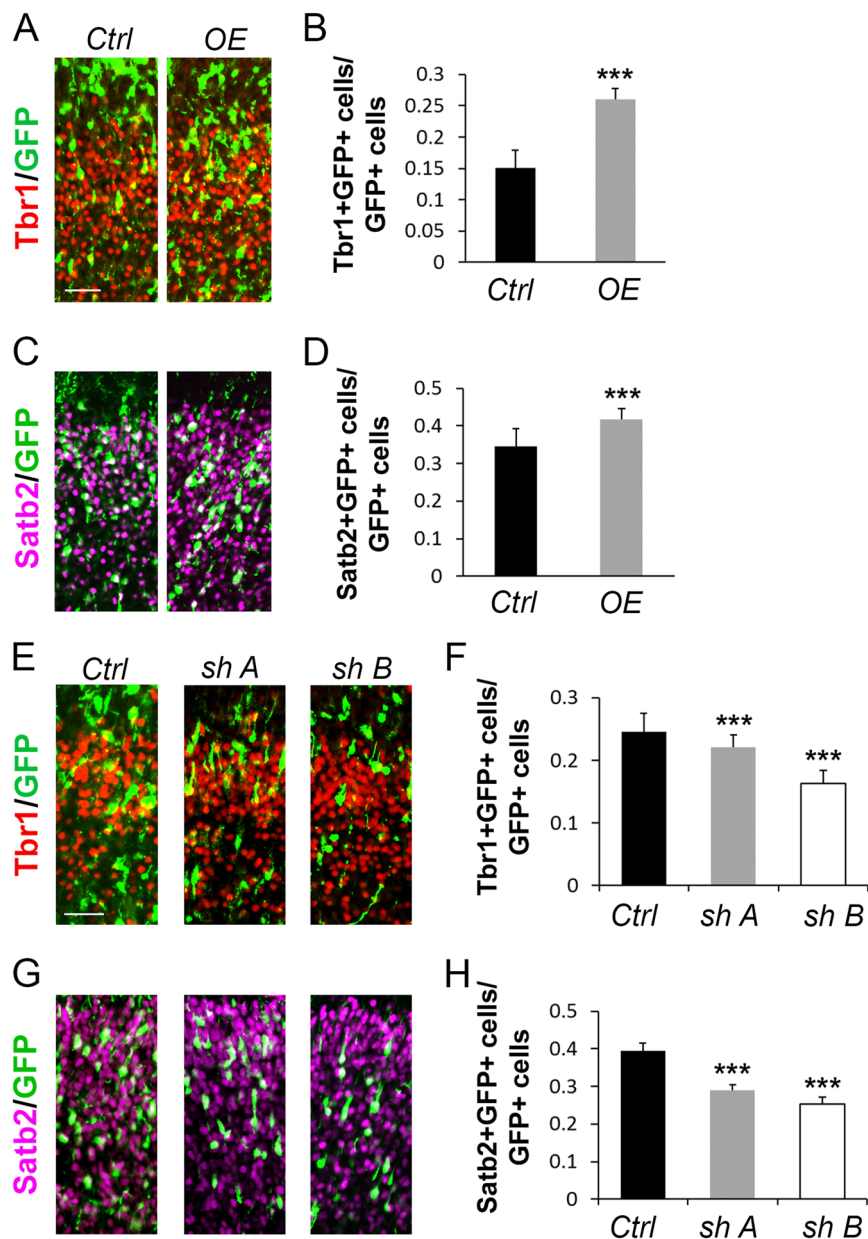 A
Ctrl
OE
Tbr1/GFP
B
Tbr1+GFP+ cells/
GFP+ cells
0.3
0.25
0.2
0.15
0.1
0.05
0
***
Ctrl
OE
C
Satb2/GFP
D
Satb2+GFP+ cells/
GFP+ cells
0.5
0.4
0.3
0.2
0.1
0
***
Ctrl
OE
E
Ctrl
sh A
sh B
Tbr1/GFP
F
Tbr1+GFP+ cells/
GFP+ cells
0.3
0.2
0.1
0
***
***
Ctrl
sh A
sh B
G
Satb2/GFP
H
Satb2+GFP+ cells/
GFP+ cells
0.5
0.4
0.3
0.2
0.1
0
***
***
Ctrl
sh A
sh B